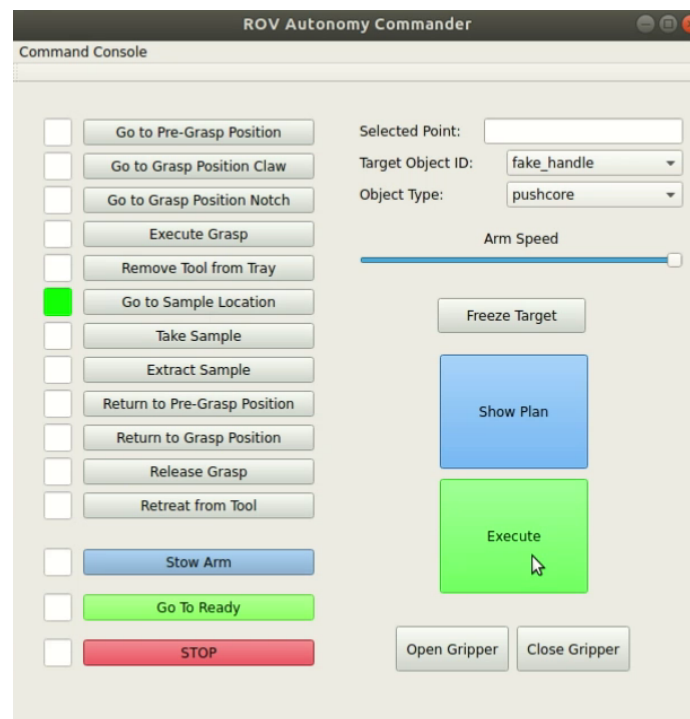 ROV Autonomy Commander
Command Console
Go to Pre-Grasp Position
Go to Grasp Position Claw
Go to Grasp Position Notch
Execute Grasp
Remove Tool from Tray
Go to Sample Location
Take Sample
Extract Sample
Return to Pre-Grasp Position
Return to Grasp Position
Release Grasp
Retreat from Tool
Stow Arm
Go To Ready
STOP
Selected Point:
Target Object ID: fake_handle
Object Type: pushcore
Arm Speed
Freeze Target
Show Plan
Execute
Open Gripper Close Gripper